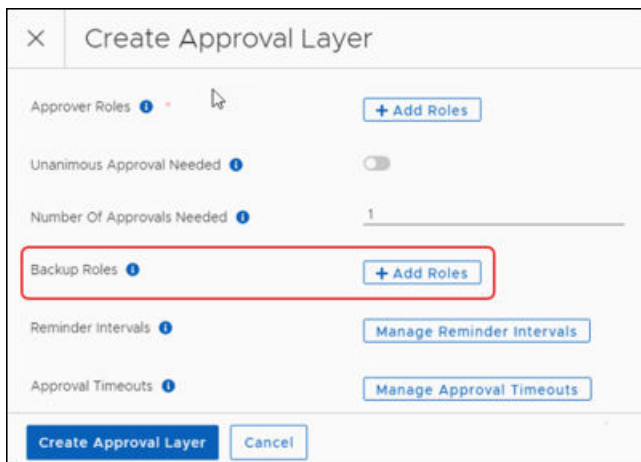 Create Approval Layer
Approver Roles *
+ Add Roles
Unanimous Approval Needed
Number Of Approvals Needed
1
Backup Roles
+ Add Roles
Reminder Intervals
Manage Reminder Intervals
Approval Timeouts
Manage Approval Timeouts
Create Approval Layer
Cancel